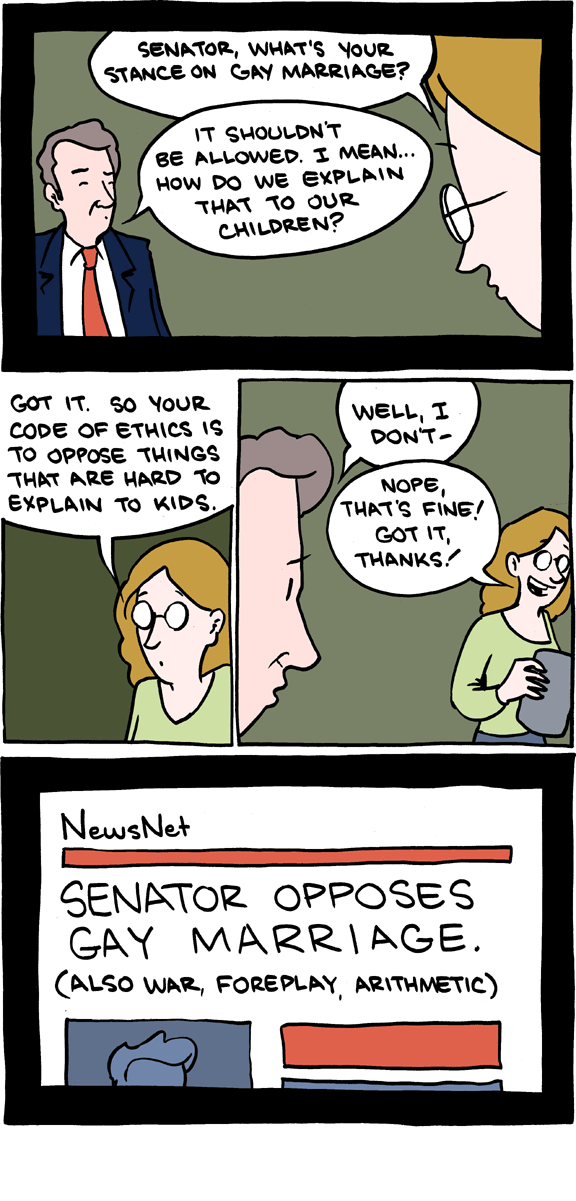 SENATOR, WHAT'S YOUR
STANCE ON GAY MARRIAGE?
IT SHOULDN'T
BE ALLOWED. I MEAN...
HOW DO WE EXPLAIN
THAT TO OUR
CHILDREN?
GOT IT. SO YOUR
CODE OF ETHICS IS
TO OPPOSE THINGS
THAT ARE HARD TO
EXPLAIN TO KIDS.
WELL, I
DON'T-
NOPE,
THAT'S FINE!
GOT IT,
THANKS!
NewsNet
SENATOR OPPOSES
GAY MARRIAGE.
(ALSO WAR, FOREPLAY, ARITHMETIC)